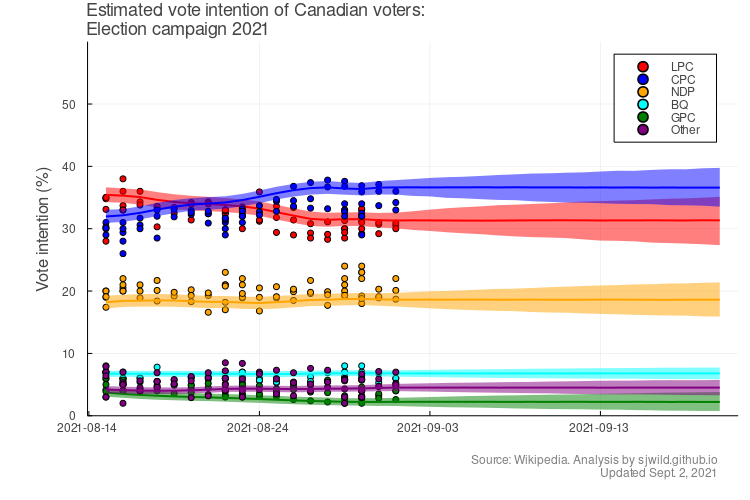 Estimated vote intention of Canadian voters:
Election campaign 2021
LPC
CPC
NDP
BQ
GPC
Other
Vote intention (%)
50
40
30
20
10
0
2021-08-14
2021-08-24
2021-09-03
2021-09-13
Source: Wikipedia. Analysis by sjwild.github.io
Updated Sept. 2, 2021